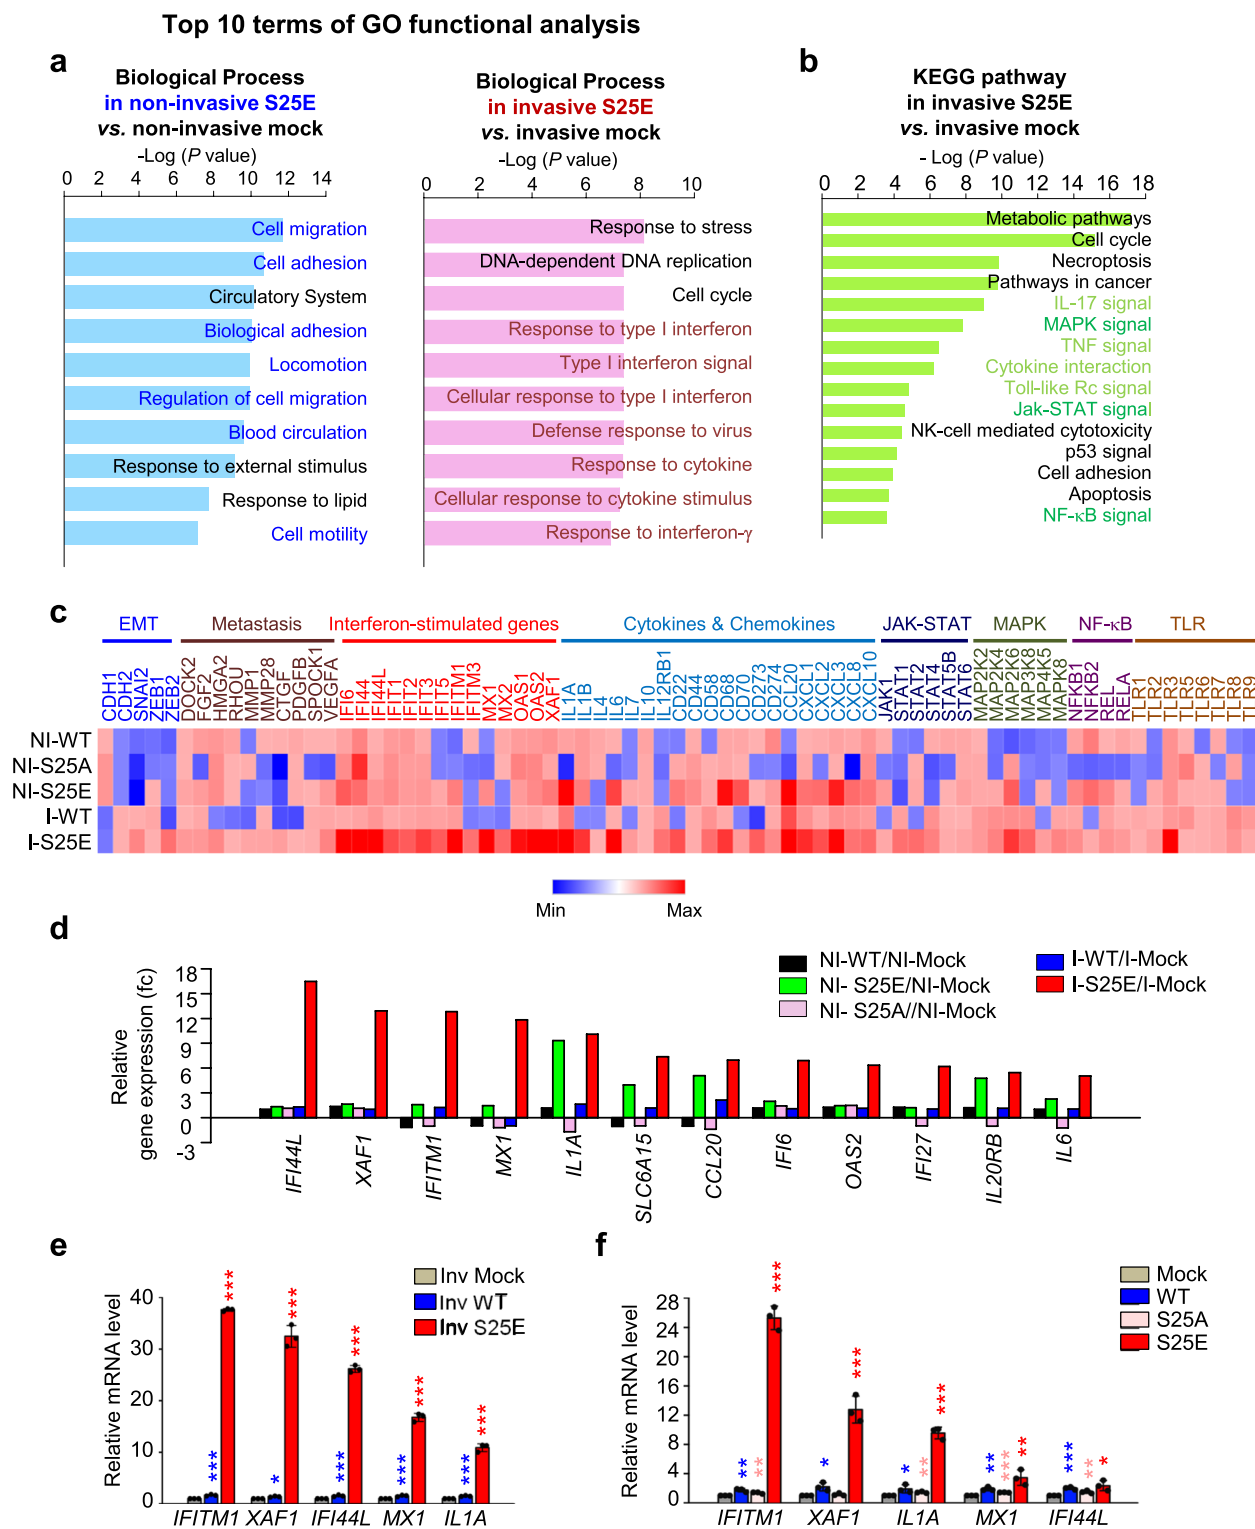 Top 10 terms of GO functional analysis
a
Biological Process
in non-invasive S25E
vs. non-invasive mock
-Log (P value)
0 2 4 6 8 10 12 14
Cell migration
Cell adhesion
Circulatory System
Biological adhesion
Locomotion
Regulation of cell migration
Blood circulation
Response to external stimulus
Response to lipid
Cell motility
Biological Process
in invasive S25E
vs. invasive mock
-Log (P value)
0 2 4 6 8 10
Response to stress
DNA-dependent DNA replication
Cell cycle
Response to type I interferon
Type I interferon signal
Cellular response to type I interferon
Defense response to virus
Response to cytokine
Cellular response to cytokine stimulus
Response to interferon-γ
b
KEGG pathway
in invasive S25E
vs. invasive mock
- Log (P value)
0 2 4 6 8 10 12 14 16 18
Metabolic pathways
Cell cycle
Necroptosis
Pathways in cancer
IL-17 signal
MAPK signal
TNF signal
Cytokine interaction
Toll-like Rc signal
Jak-STAT signal
NK-cell mediated cytotoxicity
p53 signal
Cell adhesion
Apoptosis
NF-κB signal
c
EMT Metastasis Interferon-stimulated genes Cytokines & Chemokines JAK-STAT MAPK NF-κB TLR
CDH1 CDH2 SNAI2 ZEB1 ZEB2 DOCK2 FGF2 HMGA2 RHOU MMP1 MMP28 CTGF PDGFB SPOCK1 VEGFA IFI6 IFI44 IFI44L IFIT1 IFIT2 IFIT3 IFIT5 IFITM1 IFITM3 MX1 MX2 OAS1 OAS2 XAF1 IL1A IL1B IL4 IL6 IL7 IL10 IL12RB1 CD22 CD44 CD58 CD68 CD70 CD273 CD274 CCL20 CXCL1 CXCL2 CXCL3 CXCL8 CXCL10 JAK1 STAT1 STAT2 STAT4 STAT5B STAT6 MAP2K2 MAP2K4 MAP2K6 MAP3K8 MAP4K5 MAPK8 NFKB1 NFKB2 REL RELA TLR1 TLR2 TLR3 TLR5 TLR6 TLR7 TLR8 TLR9
NI-WT
NI-S25A
NI-S25E
I-WT
I-S25E
Min Max
d
Relative
gene expression (fc)
18
15
12
9
6
3
0
-3
NI-WT/NI-Mock
NI- S25E/NI-Mock
NI- S25A//NI-Mock
I-WT/I-Mock
I-S25E/I-Mock
IFI44L XAF1 IFITM1 MX1 IL1A SLC6A15 CCL20 IFI6 OAS2 IFI27 IL20RB IL6
e
Relative mRNA level
40
30
20
10
0
Inv Mock
Inv WT
Inv S25E
*** *** * *** *** *** *** *** *** ***
IFITM1 XAF1 IFI44L MX1 IL1A
f
Relative mRNA level
28
24
20
16
12
8
4
0
Mock
WT
S25A
S25E
** ** *** * *** * ** *** ** *** ** *** ** *
IFITM1 XAF1 IL1A MX1 IFI44L